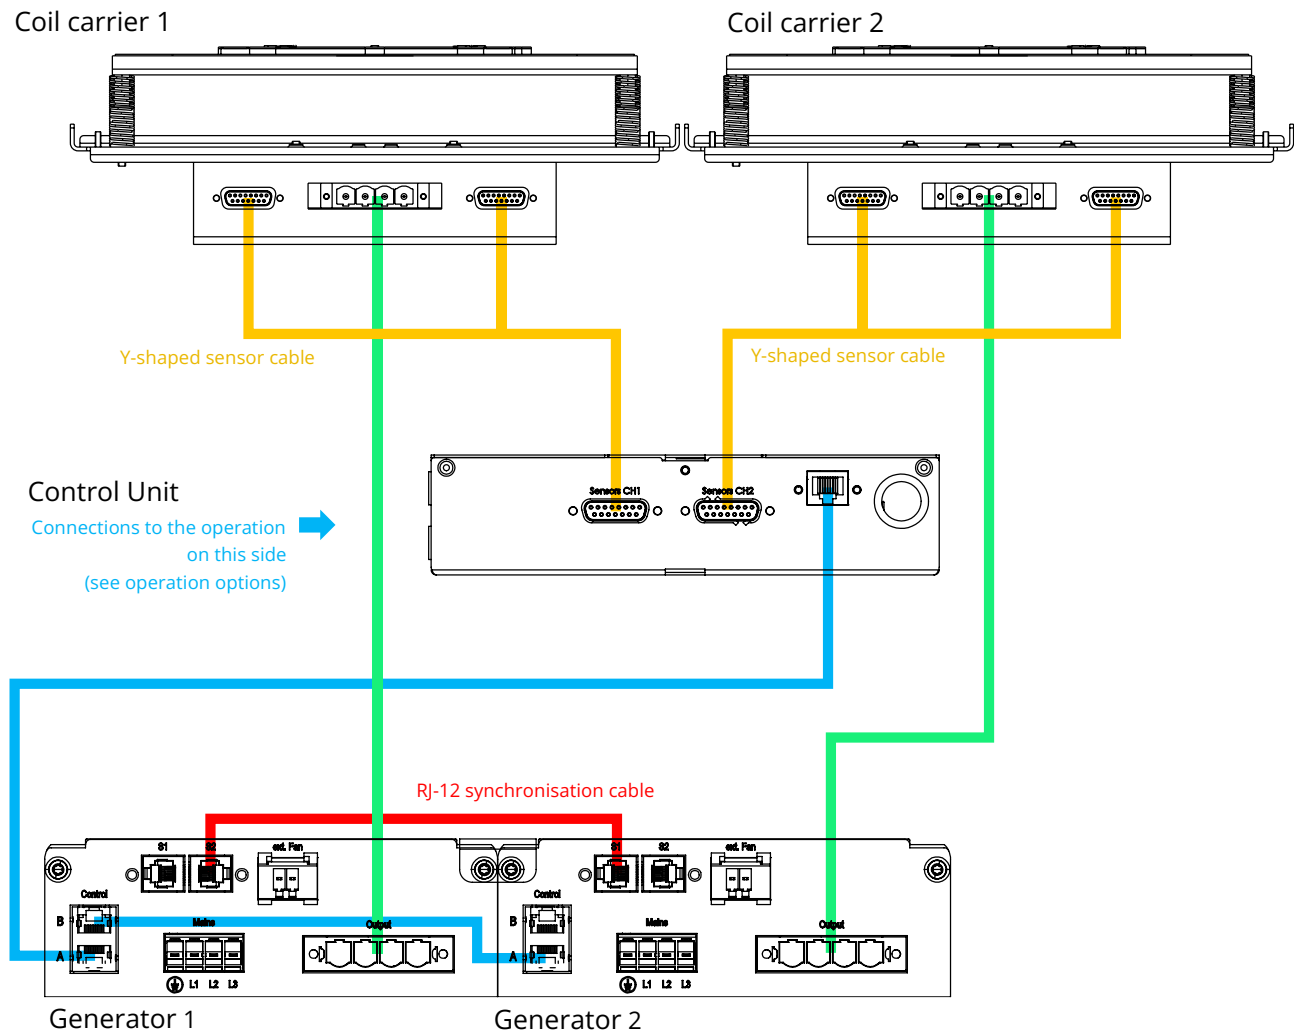 Coil carrier 1
Coil carrier 2
Y-shaped sensor cable
Y-shaped sensor cable
Control Unit
Connections to the operation
on this side
(see operation options)
Sensors CH1
Sensors CH2
RJ-12 synchronisation cable
S1
S2
ext. Fan
S1
S2
ext. Fan
Control
B
A
Mains
Output
L1 L2 L3
Control
B
A
Mains
Output
L1 L2 L3
Generator 1
Generator 2